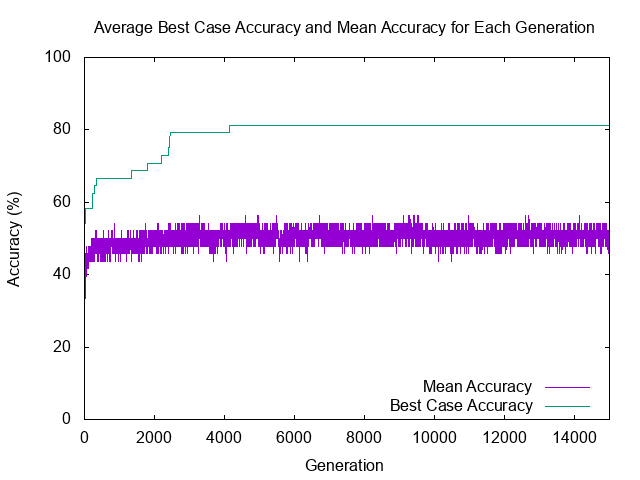 Average Best Case Accuracy and Mean Accuracy for Each Generation
100
80
60
40
20
0
Accuracy (%)
Mean Accuracy
Best Case Accuracy
0 2000 4000 6000 8000 10000 12000 14000
Generation